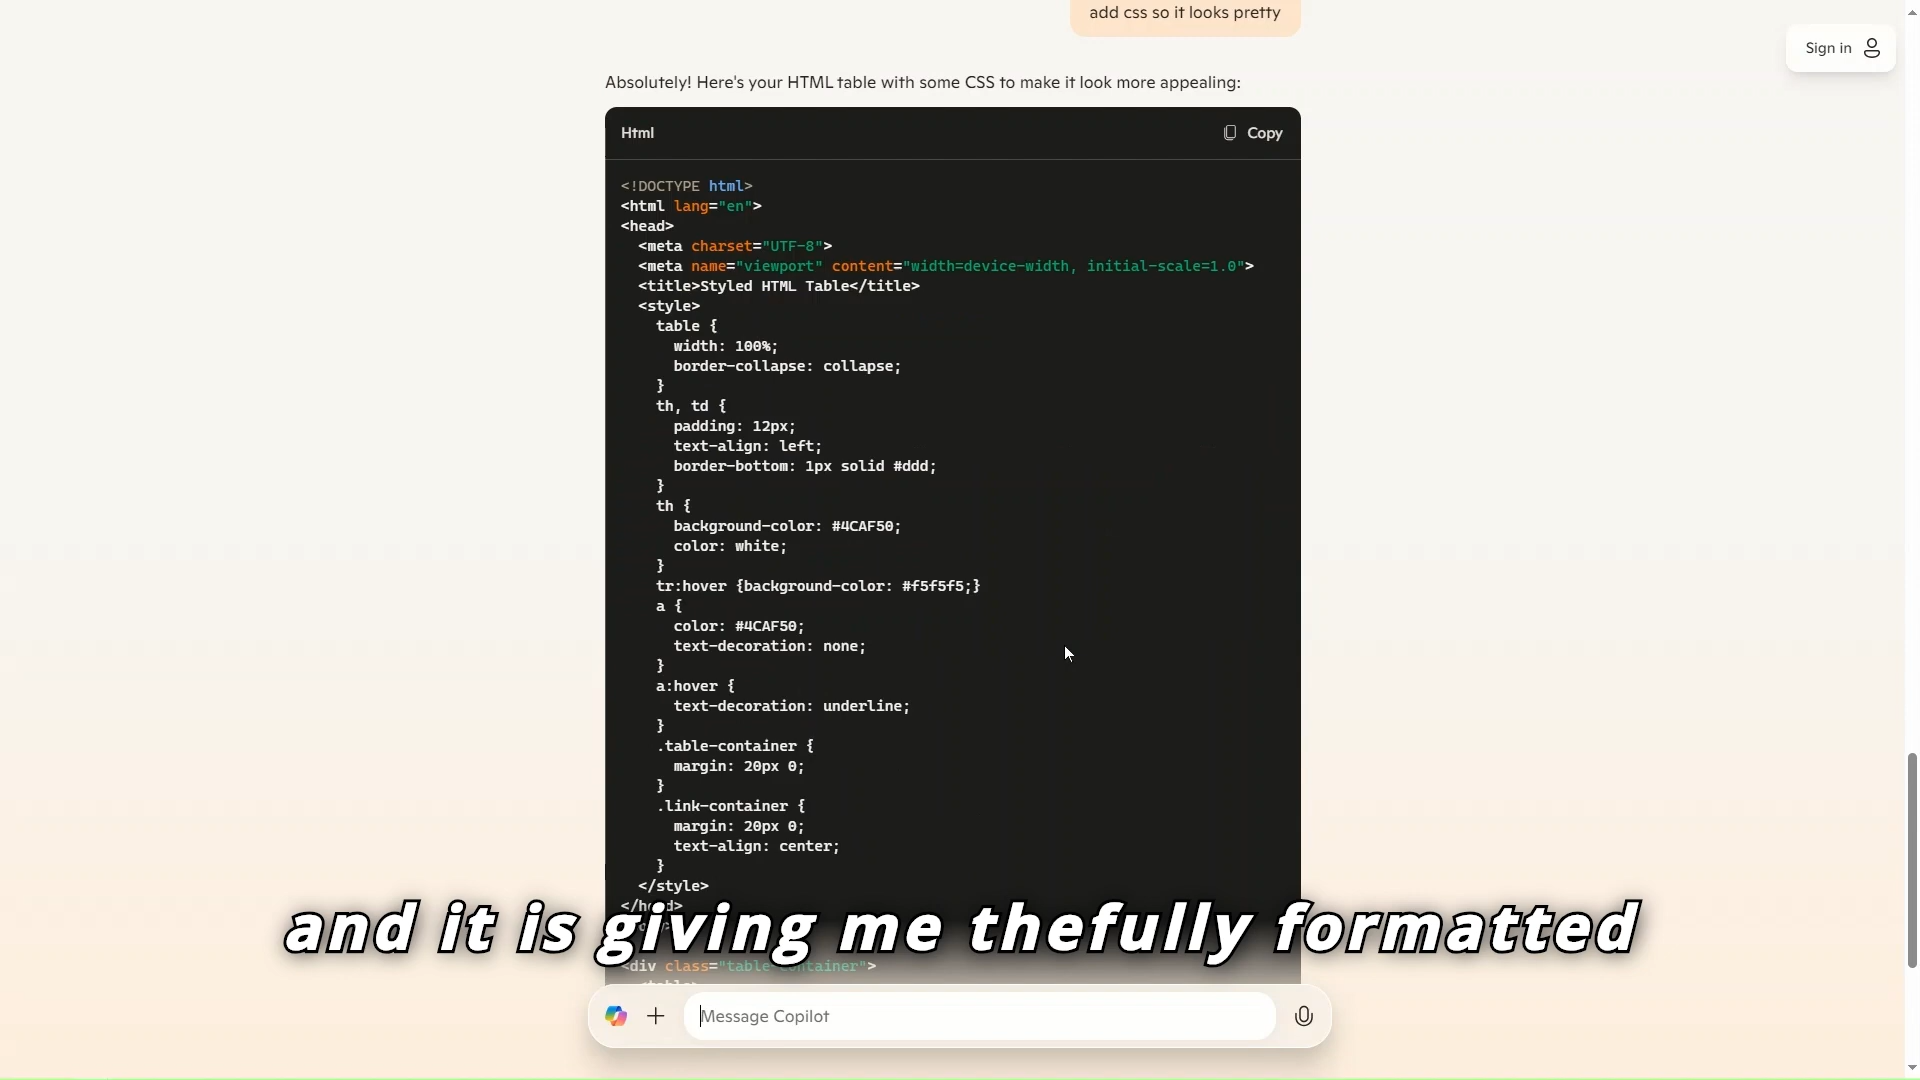 add css so it looks pretty
Sign in
Absolutely! Here's your HTML table with some CSS to make it look more appealing:
Html
Copy
<!DOCTYPE html>
<html lang="en">
<head>
<meta charset="UTF-8">
<meta name="viewport" content="width=device-width, initial-scale=1.0">
<title>Styled HTML Table</title>
<style>
table {
width: 100%;
border-collapse: collapse;
}
th, td {
padding: 12px;
text-align: left;
border-bottom: 1px solid #ddd;
}
th {
background-color: #4CAF50;
color: white;
}
tr:hover {background-color: #f5f5f5;}
a {
color: #4CAF50;
text-decoration: none;
}
a:hover {
text-decoration: underline;
}
.table-container {
margin: 20px 0;
}
.link-container {
margin: 20px 0;
text-align: center;
}
</style>
</head>
and it is giving me thefully formatted
<div class="table-container">
Message Copilot